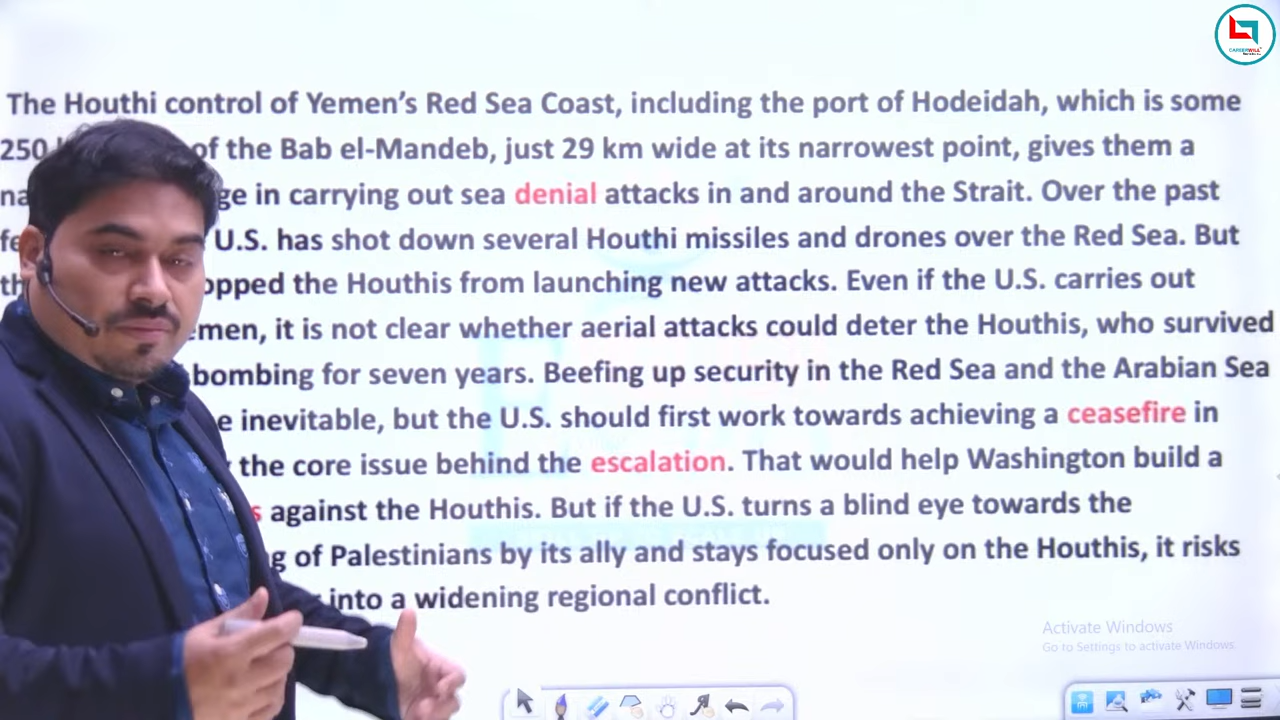 The Houthi control of Yemen's Red Sea Coast, including the port of Hodeidah, which is some
250 of the Bab el-Mandeb, just 29 km wide at its narrowest point, gives them a
in carrying out sea denial attacks in and around the Strait. Over the past
U.S. has shot down several Houthi missiles and drones over the Red Sea. But
the Houthis from launching new attacks. Even if the U.S. carries out
it is not clear whether aerial attacks could deter the Houthis, who survived
bombing for seven years. Beefing up security in the Red Sea and the Arabian Sea
inevitable, but the U.S. should first work towards achieving a ceasefire in
the core issue behind the escalation. That would help Washington build a
against the Houthis. But if the U.S. turns a blind eye towards the
of Palestinians by its ally and stays focused only on the Houthis, it risks
into a widening regional conflict.
Activate Windows
Go to Settings to activate Windows.
CAREERWILL